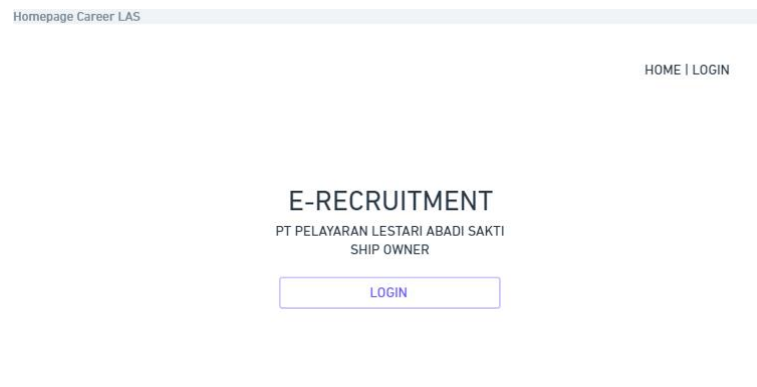 Homepage Career LAS
HOME | LOGIN
E-RECRUITMENT
PT PELAYARAN LESTARI ABADI SAKTI
SHIP OWNER
LOGIN